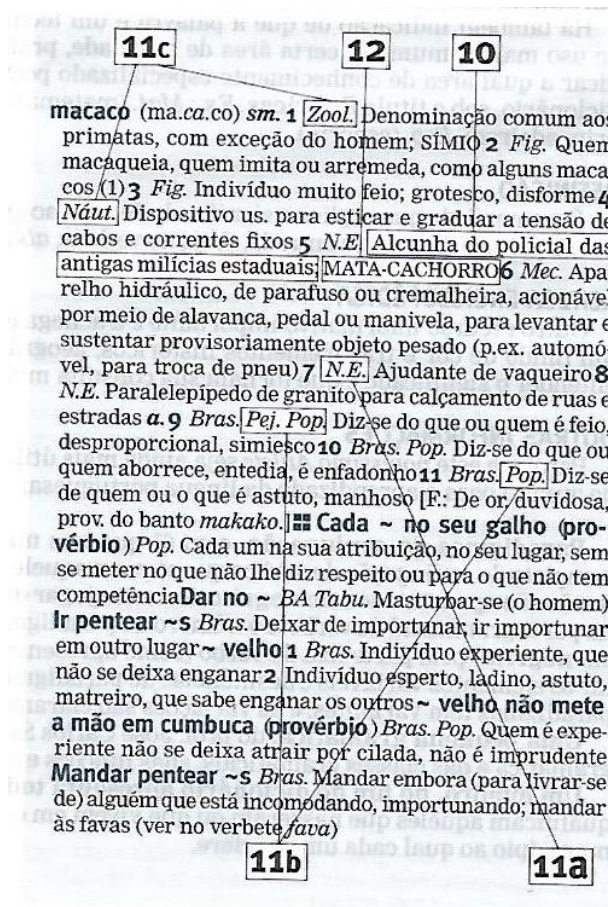 11c 12 10
macaco (ma.ca.co) sm. 1 Zool. Denominação comum aos
primatas, com exceção do homem; SÍMIO 2 Fig. Quem
macaqueia, quem imita ou arremeda, como alguns maca
cos (1) 3 Fig. Indivíduo muito feio; grotesco, disforme 4
Náut. Dispositivo us. para esticar e graduar a tensão de
cabos e correntes fixos 5 N.E. Alcunha do policial das
antigas milícias estaduais; MATA-CACHORRO 6 Mec. Apa
relho hidráulico, de parafuso ou cremalheira, acionável
por meio de alavanca, pedal ou manivela, para levantar e
sustentar provisoriamente objeto pesado (p.ex. automó-
vel, para troca de pneu) 7 N.E. Ajudante de vaqueiro 8
N.E. Paralelepípedo de granito para calçamento de ruas e
estradas a. 9 Bras. Pej. Pop. Diz-se do que ou quem é feio,
desproporcional, simiesco 10 Bras. Pop. Diz-se do que ou
quem aborrece, entedia, é enfadonho 11 Bras. Pop. Diz-se
de quem ou o que é astuto, manhoso [F.: De or. duvidosa,
prov. do banto makako.] Cada ~ no seu galho (pro-
vérbio) Pop. Cada um na sua atribuição, no seu lugar, sem
se meter no que não lhe diz respeito ou para o que não tem
competência Dar no ~ BA Tabu. Masturbar-se (o homem)
Ir pentear ~s Bras. Deixar de importunar, ir importunar
em outro lugar ~ velho 1 Bras. Indivíduo experiente, que
não se deixa enganar 2 Indivíduo esperto, ladino, astuto,
matreiro, que sabe enganar os outros ~ velho não mete
a mão em cumbuca (provérbio) Bras. Pop. Quem é expe-
riente não se deixa atrair por cilada, não é imprudente
Mandar pentear ~s Bras. Mandar embora (para livrar-se
de) alguém que está incomodando, importunando; mandar
às favas (ver no verbete fava)
11b 11a